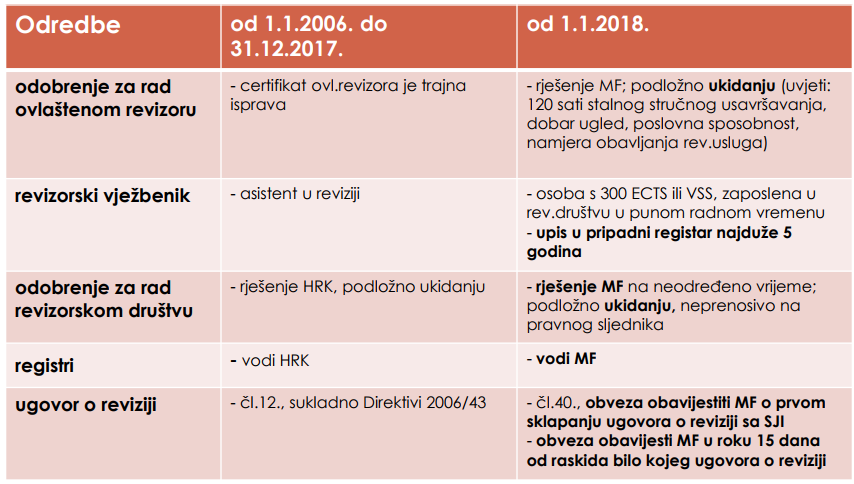 Odredbe
od 1.1.2006. do
31.12.2017.
od 1.1.2018.
odobrenje za rad
ovlaštenom revizoru
- certifikat ovl.revizora je trajna
isprava
- rješenje MF; podložno ukidanju (uvjeti:
120 sati stalnog stručnog usavršavanja,
dobar ugled, poslovna sposobnost,
namjera obavljanja rev.usluga)
revizorski vježbenik
- asistent u reviziji
- osoba s 300 ECTS ili VSS, zaposlena u
rev.društvu u punom radnom vremenu
- upis u pripadni registar najduže 5
godina
odobrenje za rad
revizorskom društvu
- rješenje HRK, podložno ukidanju
- rješenje MF na neodređeno vrijeme;
podložno ukidanju, neprenosivo na
pravnog sljednika
registri
- vodi HRK
- vodi MF
ugovor o reviziji
- čl.12., sukladno Direktivi 2006/43
- čl.40., obveza obavijestiti MF o prvom
sklapanju ugovora o reviziji sa SJI
- obveza obavijesti MF u roku 15 dana
od raskida bilo kojeg ugovora o reviziji